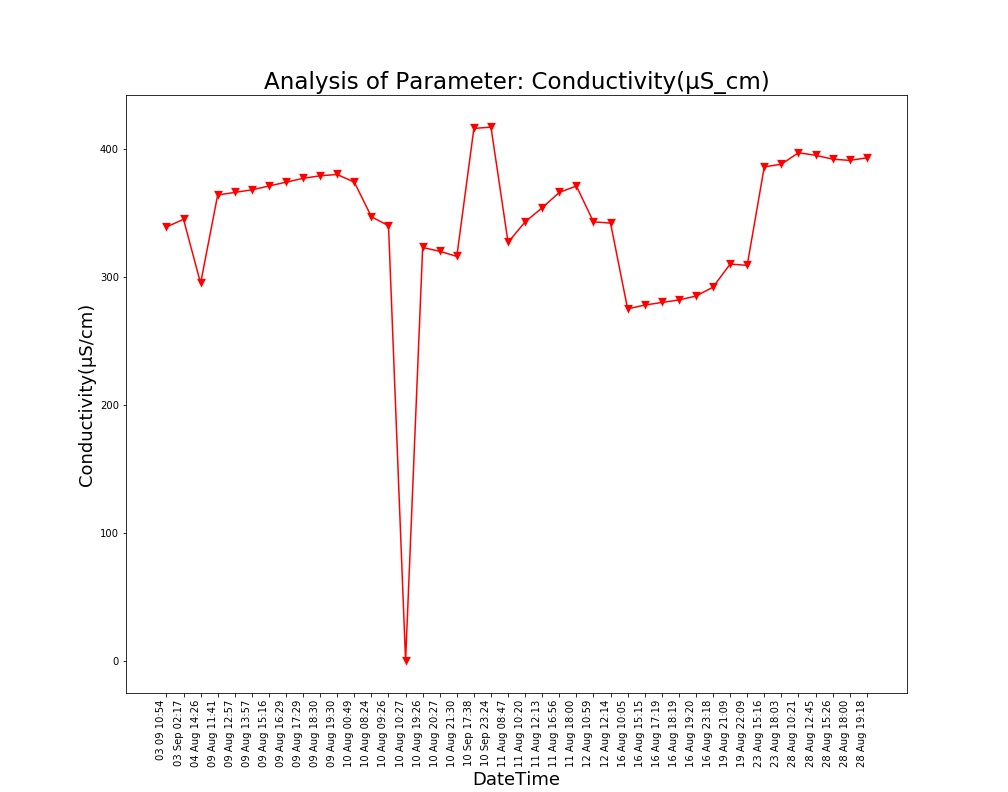 Analysis of Parameter: Conductivity(µS_cm)
Conductivity(µS/cm)
400
300
200
100
0
03 09 10:54
03 Sep 02:17
04 Aug 14:26
09 Aug 11:41
09 Aug 12:57
09 Aug 13:57
09 Aug 15:16
09 Aug 16:29
09 Aug 17:29
09 Aug 18:30
09 Aug 19:30
10 Aug 00:49
10 Aug 08:24
10 Aug 09:26
10 Aug 10:27
10 Aug 19:26
10 Aug 20:27
10 Aug 21:30
10 Sep 17:38
10 Sep 23:24
11 Aug 08:47
11 Aug 10:20
11 Aug 12:13
11 Aug 16:56
11 Aug 18:00
12 Aug 10:59
12 Aug 12:14
16 Aug 10:05
16 Aug 15:15
16 Aug 17:19
16 Aug 18:19
16 Aug 19:20
16 Aug 23:18
19 Aug 21:09
19 Aug 22:09
23 Aug 15:16
23 Aug 18:03
28 Aug 10:21
28 Aug 12:45
28 Aug 15:26
28 Aug 18:00
28 Aug 19:18
DateTime